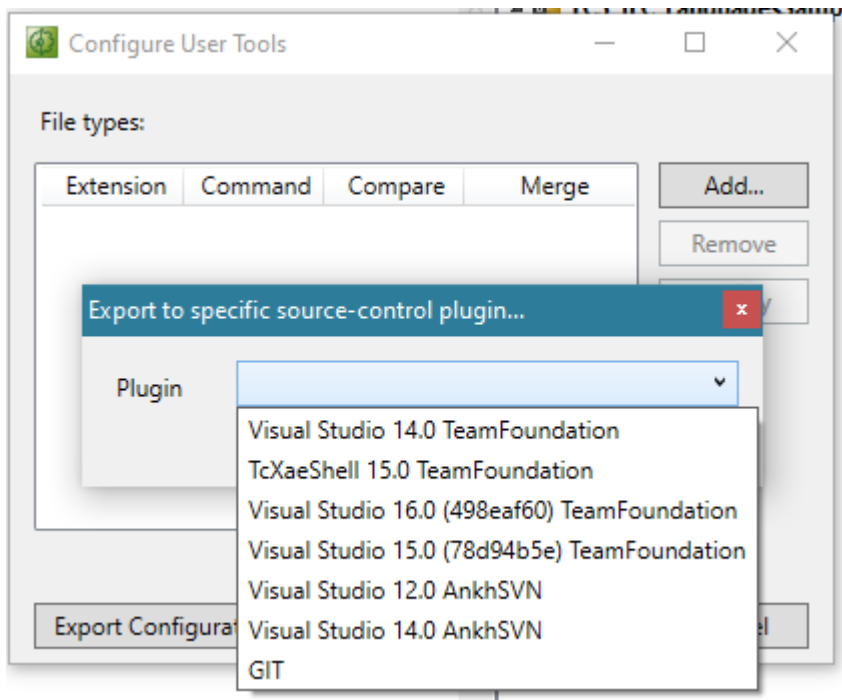 Configure User Tools
File types:
Extension Command Compare Merge
Add...
Remove
Export to specific source-control plugin...
Plugin
Visual Studio 14.0 TeamFoundation
TcXaeShell 15.0 TeamFoundation
Visual Studio 16.0 (498eaf60) TeamFoundation
Visual Studio 15.0 (78d94b5e) TeamFoundation
Visual Studio 12.0 AnkhSVN
Export Configurat
Visual Studio 14.0 AnkhSVN
GIT